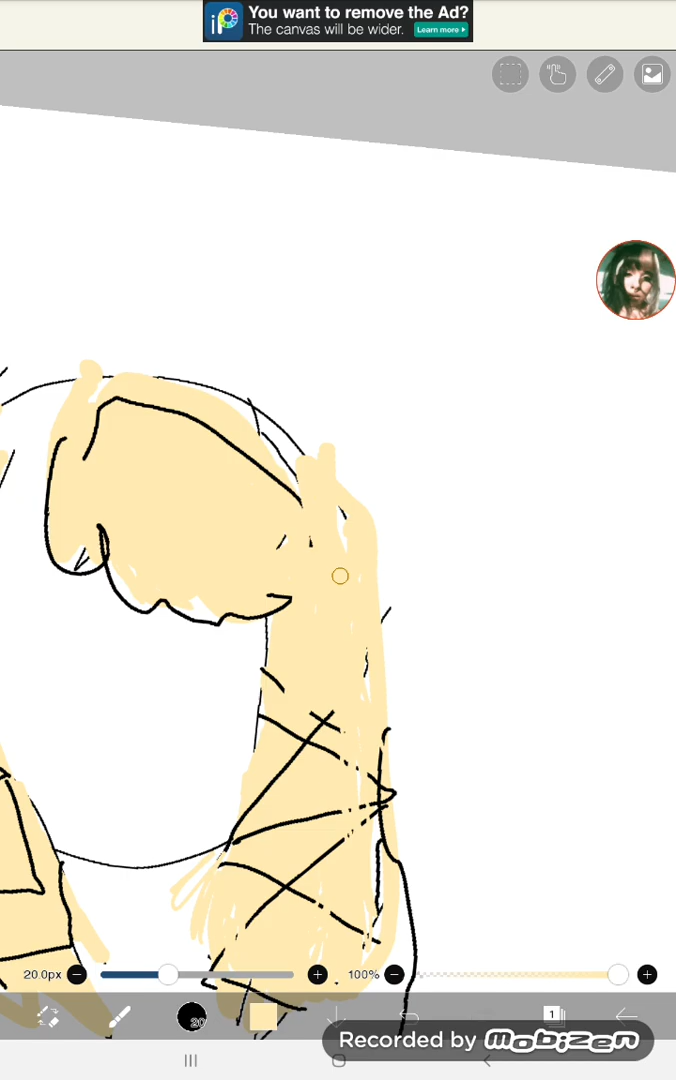 iP
You want to remove the Ad?
The canvas will be wider.
Learn more
20.0px
100%
20
1
Recorded by mobizen